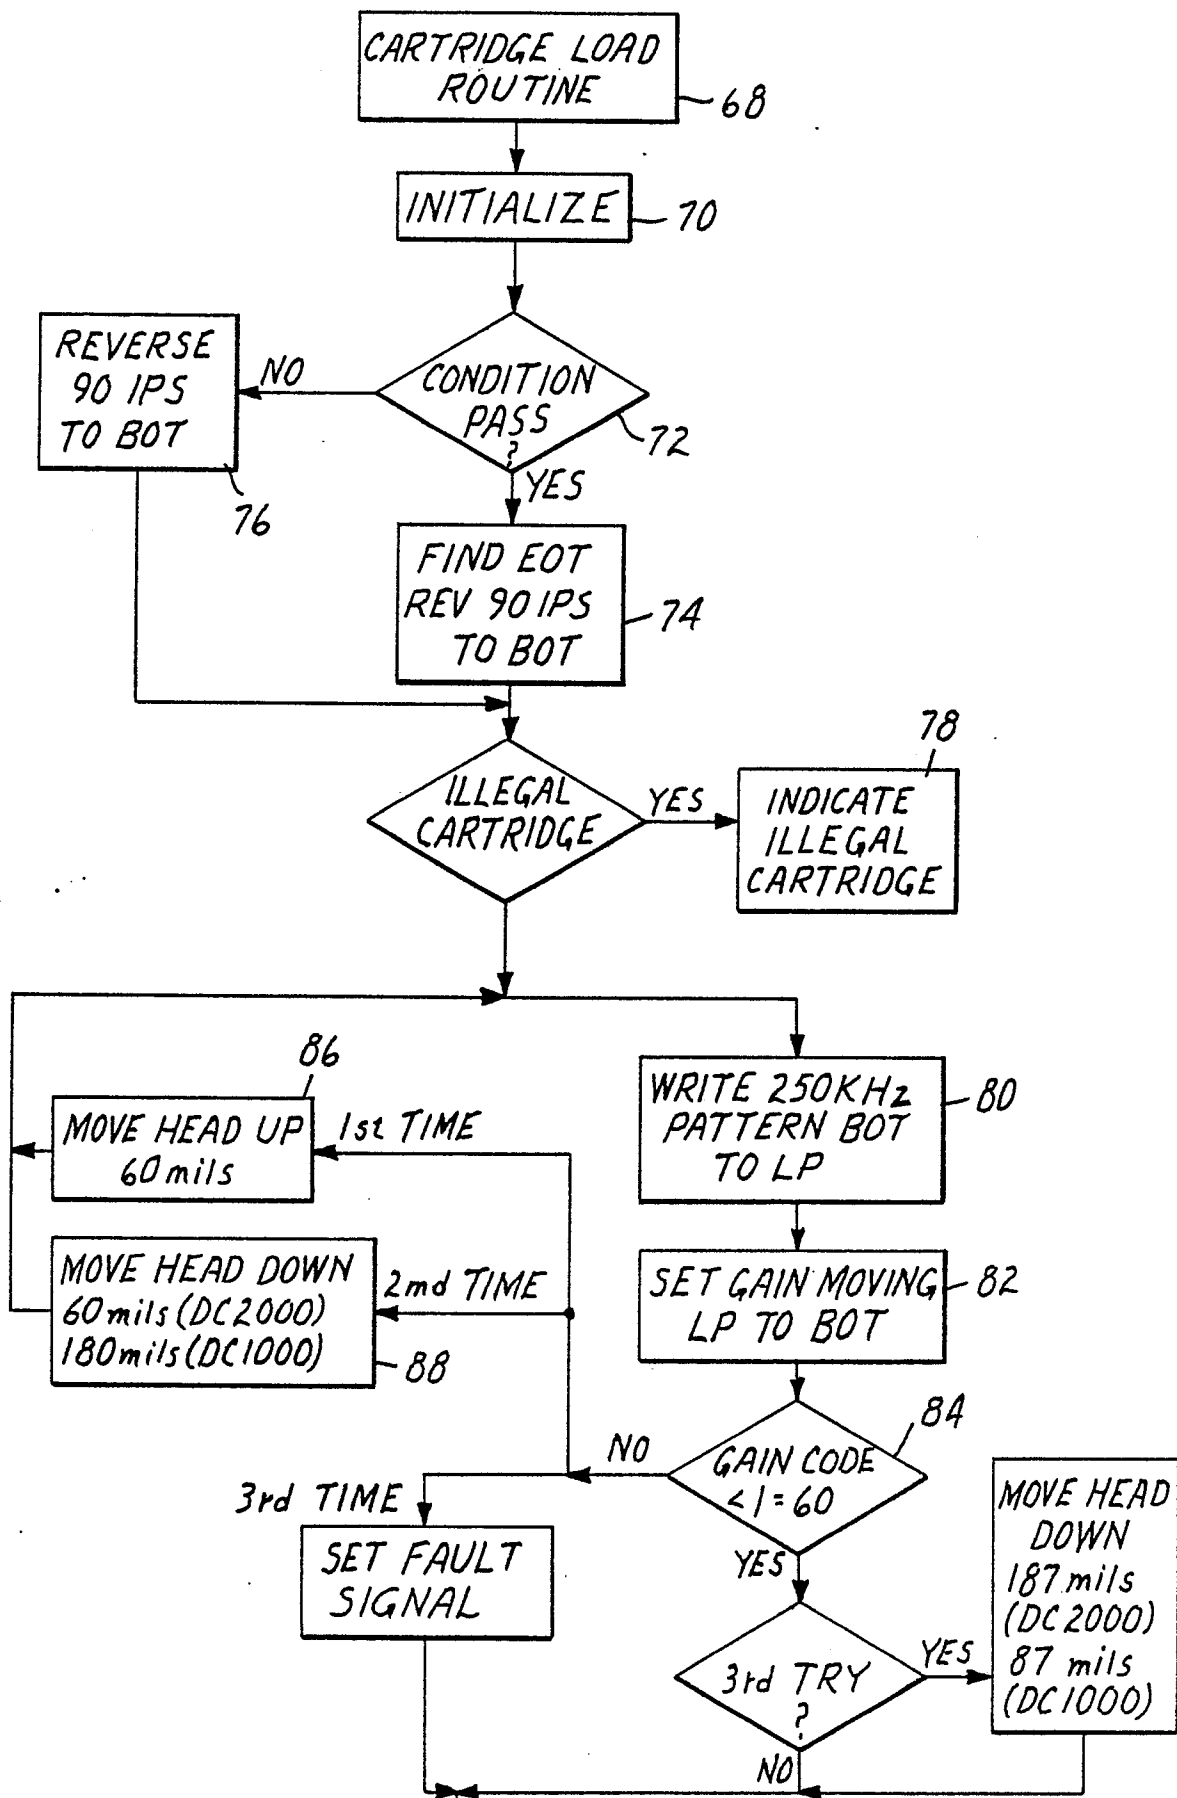 CARTRIDGE LOAD
ROUTINE
68
INITIALIZE
70
REVERSE
90 IPS
TO BOT
76
NO
CONDITION
PASS
?
72
YES
FIND EOT
REV 90 IPS
TO BOT
74
ILLEGAL
CARTRIDGE
YES
78
INDICATE
ILLEGAL
CARTRIDGE
86
MOVE HEAD UP
60 mils
1st TIME
WRITE 250KHz
PATTERN BOT
TO LP
80
MOVE HEAD DOWN
60 mils (DC2000)
180 mils (DC1000)
88
2md TIME
SET GAIN MOVING
LP TO BOT
82
GAIN CODE
<1=60
84
NO
3rd TIME
SET FAULT
SIGNAL
YES
3rd TRY
?
YES
NO
MOVE HEAD
DOWN
187 mils
(DC2000)
87 mils
(DC1000)